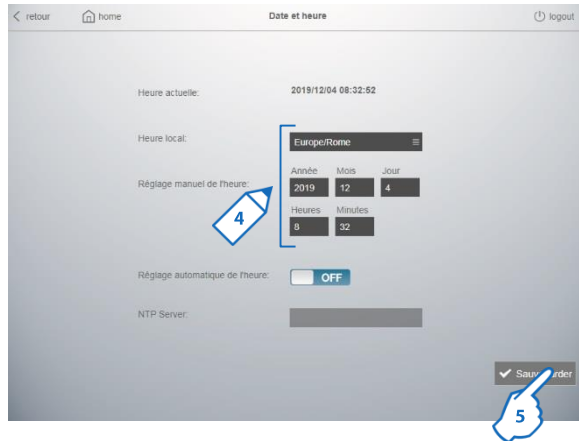 retour
home
Date et heure
logout
Heure actuelle:
2019/12/04 08:32:52
Heure local:
Europe/Rome
Réglage manuel de l'heure:
Année Mois Jour
2019 12 4
Heures Minutes
8 32
4
Réglage automatique de l'heure:
OFF
NTP Server:
5